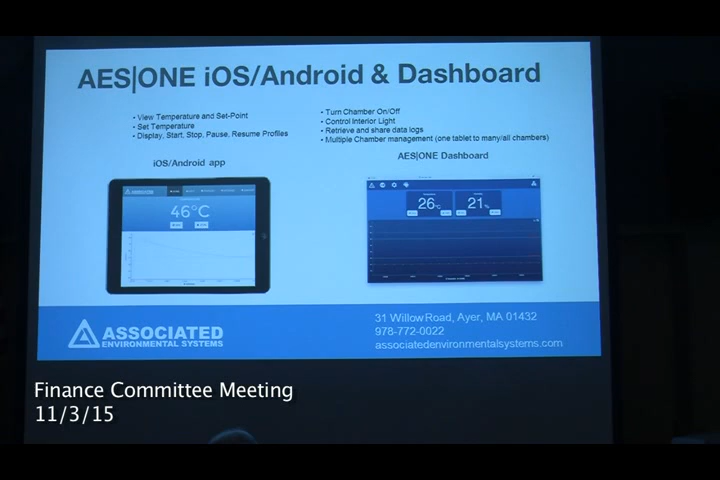 AES|ONE iOS/Android & Dashboard
• View Temperature and Set-Point
• Set Temperature
• Display, Start, Stop, Pause, Resume Profiles
• Turn Chamber On/Off
• Control Interior Light
• Retrieve and share data logs
• Multiple Chamber management (one tablet to many/all chambers)
iOS/Android app
AES|ONE Dashboard
46°C
26°C
21%
ASSOCIATED
ENVIRONMENTAL SYSTEMS
31 Willow Road, Ayer, MA 01432
978-772-0022
associatedenvironmentalsystems.com
Finance Committee Meeting
11/3/15